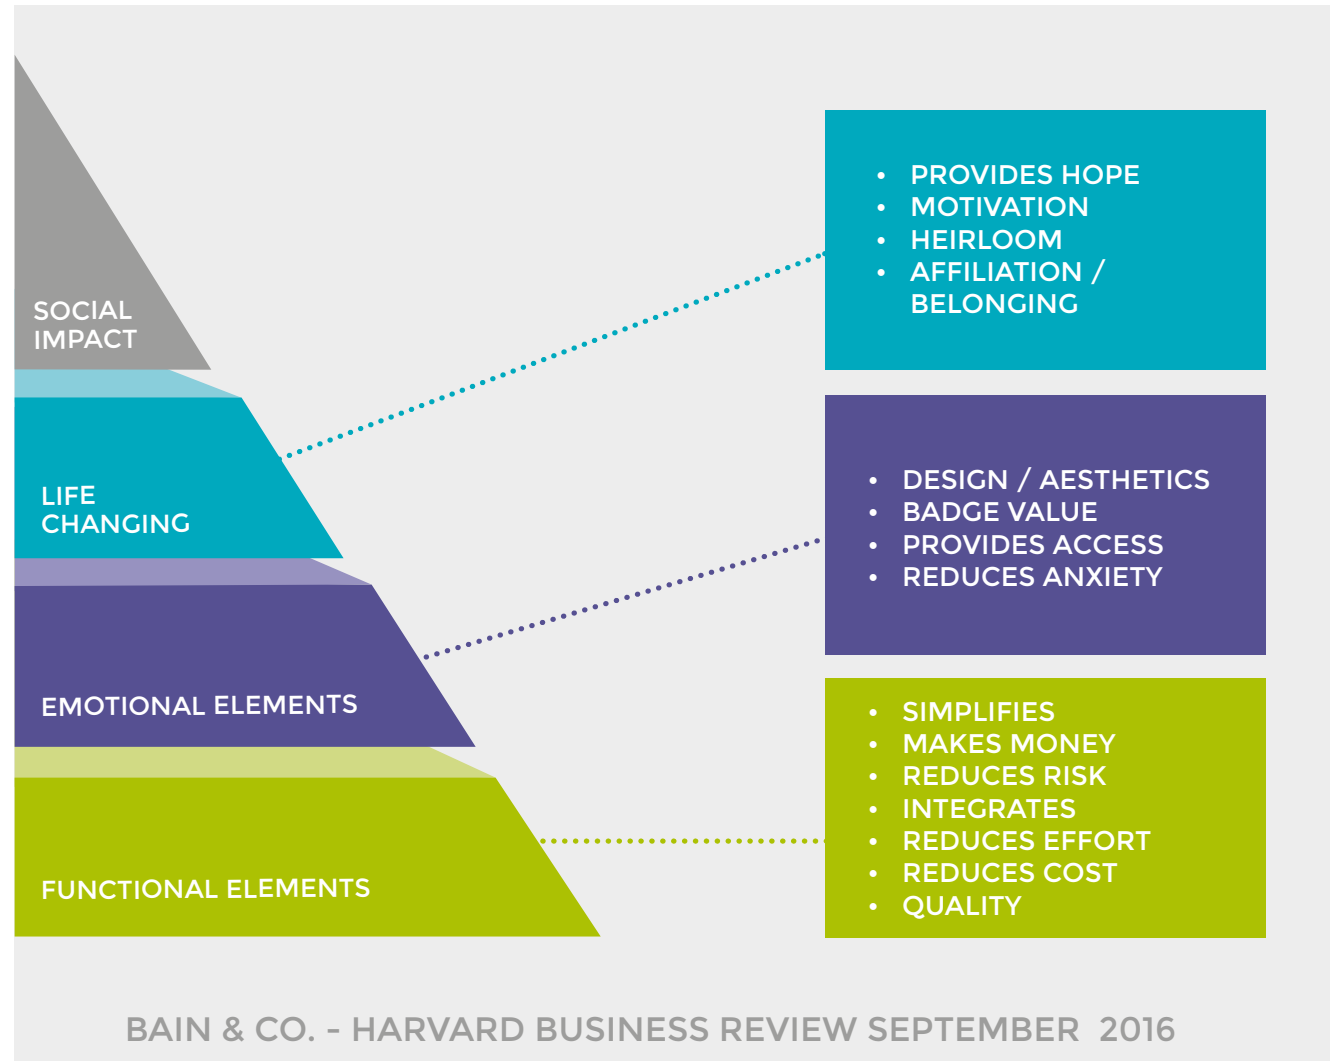 SOCIAL
IMPACT
LIFE
CHANGING
EMOTIONAL ELEMENTS
FUNCTIONAL ELEMENTS
• PROVIDES HOPE
• MOTIVATION
• HEIRLOOM
• AFFILIATION /
BELONGING
• DESIGN / AESTHETICS
• BADGE VALUE
• PROVIDES ACCESS
• REDUCES ANXIETY
• SIMPLIFIES
• MAKES MONEY
• REDUCES RISK
• INTEGRATES
• REDUCES EFFORT
• REDUCES COST
• QUALITY
BAIN & CO. - HARVARD BUSINESS REVIEW SEPTEMBER 2016